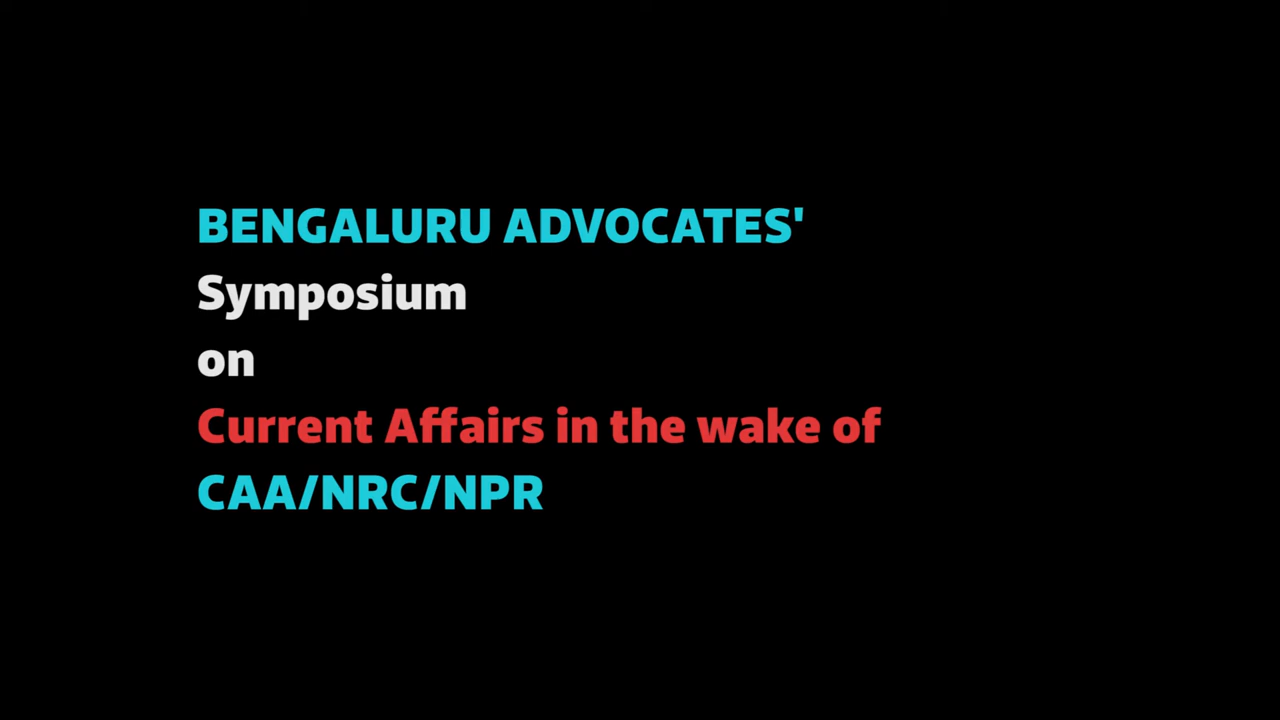 BENGALURU ADVOCATES'
Symposium
on
Current Affairs in the wake of
CAA/NRC/NPR